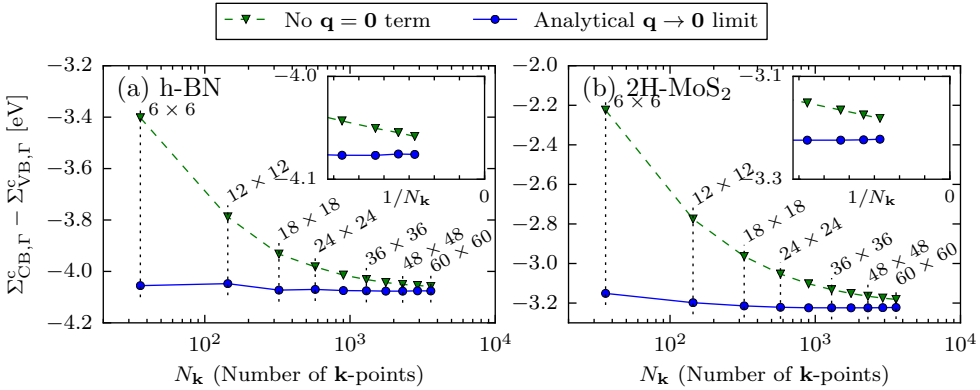 No q = 0 term
Analytical q → 0 limit
(a) h-BN
−3.2
−3.4
−3.6
−3.8
−4.0
−4.2
Σ^c_{CB,Γ} − Σ^c_{VB,Γ} [eV]
6 × 6
12 × 12
18 × 18
24 × 24
36 × 36
48 × 48
60 × 60
−4.0
−4.1
1/N_k
0
10^2
10^3
10^4
N_k (Number of k-points)
(b) 2H-MoS_2
−2.0
−2.2
−2.4
−2.6
−2.8
−3.0
−3.2
6 × 6
12 × 12
18 × 18
24 × 24
36 × 36
48 × 48
60 × 60
−3.1
−3.3
1/N_k
0
10^2
10^3
10^4
N_k (Number of k-points)